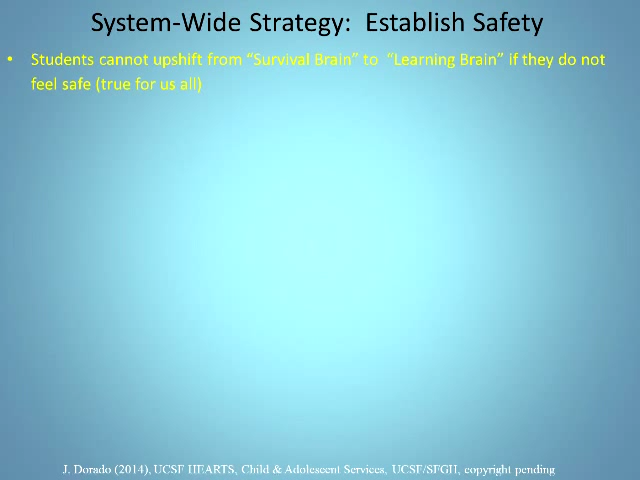 System-Wide Strategy:  Establish Safety
• Students cannot upshift from “Survival Brain” to  “Learning Brain” if they do not
feel safe (true for us all)
J. Dorado (2014), UCSF HEARTS, Child & Adolescent Services, UCSF/SFGH, copyright pending